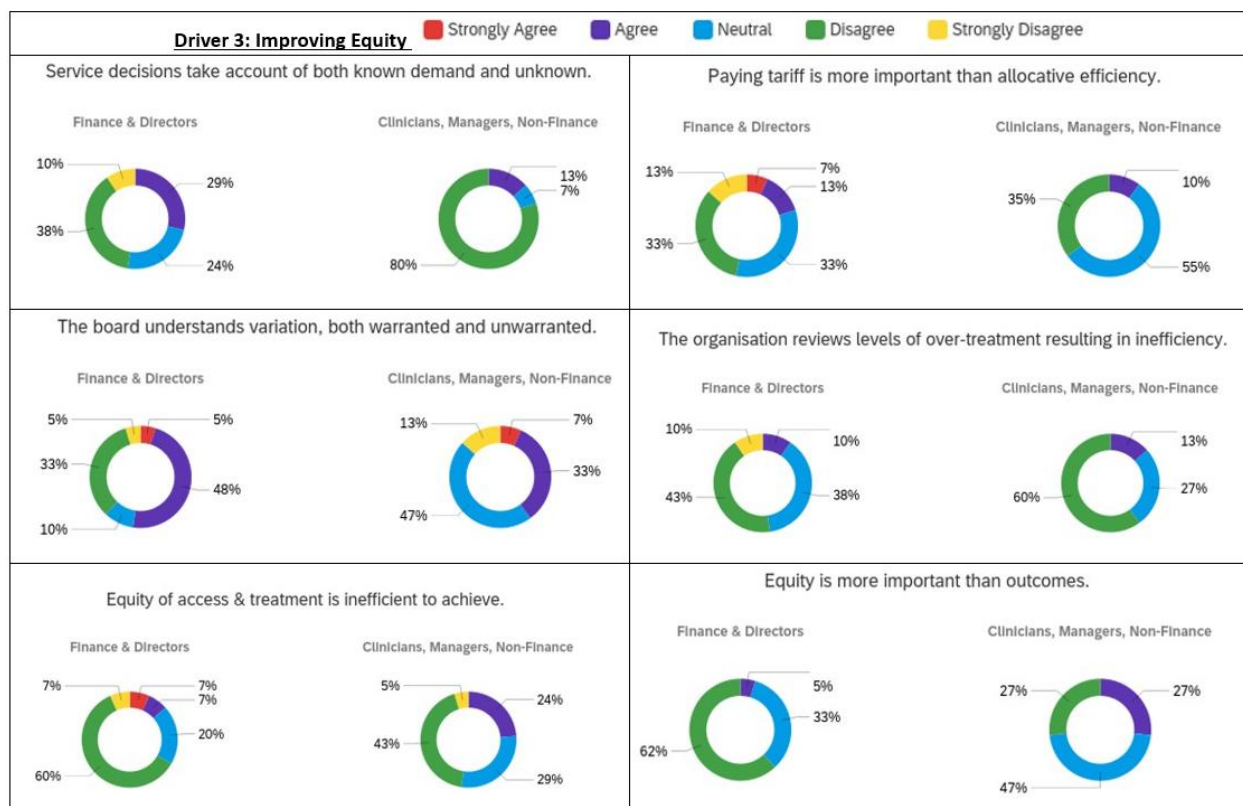 Driver 3: Improving Equity
Strongly Agree
Agree
Neutral
Disagree
Strongly Disagree
Service decisions take account of both known demand and unknown.
Finance & Directors
Clinicians, Managers, Non-Finance
10%
29%
38%
24%
13%
7%
80%
Paying tariff is more important than allocative efficiency.
Finance & Directors
Clinicians, Managers, Non-Finance
13%
7%
13%
33%
33%
10%
35%
55%
The board understands variation, both warranted and unwarranted.
Finance & Directors
Clinicians, Managers, Non-Finance
5%
5%
33%
48%
10%
13%
7%
33%
47%
The organisation reviews levels of over-treatment resulting in inefficiency.
Finance & Directors
Clinicians, Managers, Non-Finance
10%
10%
43%
38%
13%
60%
27%
Equity of access & treatment is inefficient to achieve.
Finance & Directors
Clinicians, Managers, Non-Finance
7%
7%
7%
20%
60%
5%
24%
43%
29%
Equity is more important than outcomes.
Finance & Directors
Clinicians, Managers, Non-Finance
5%
33%
62%
27%
27%
47%